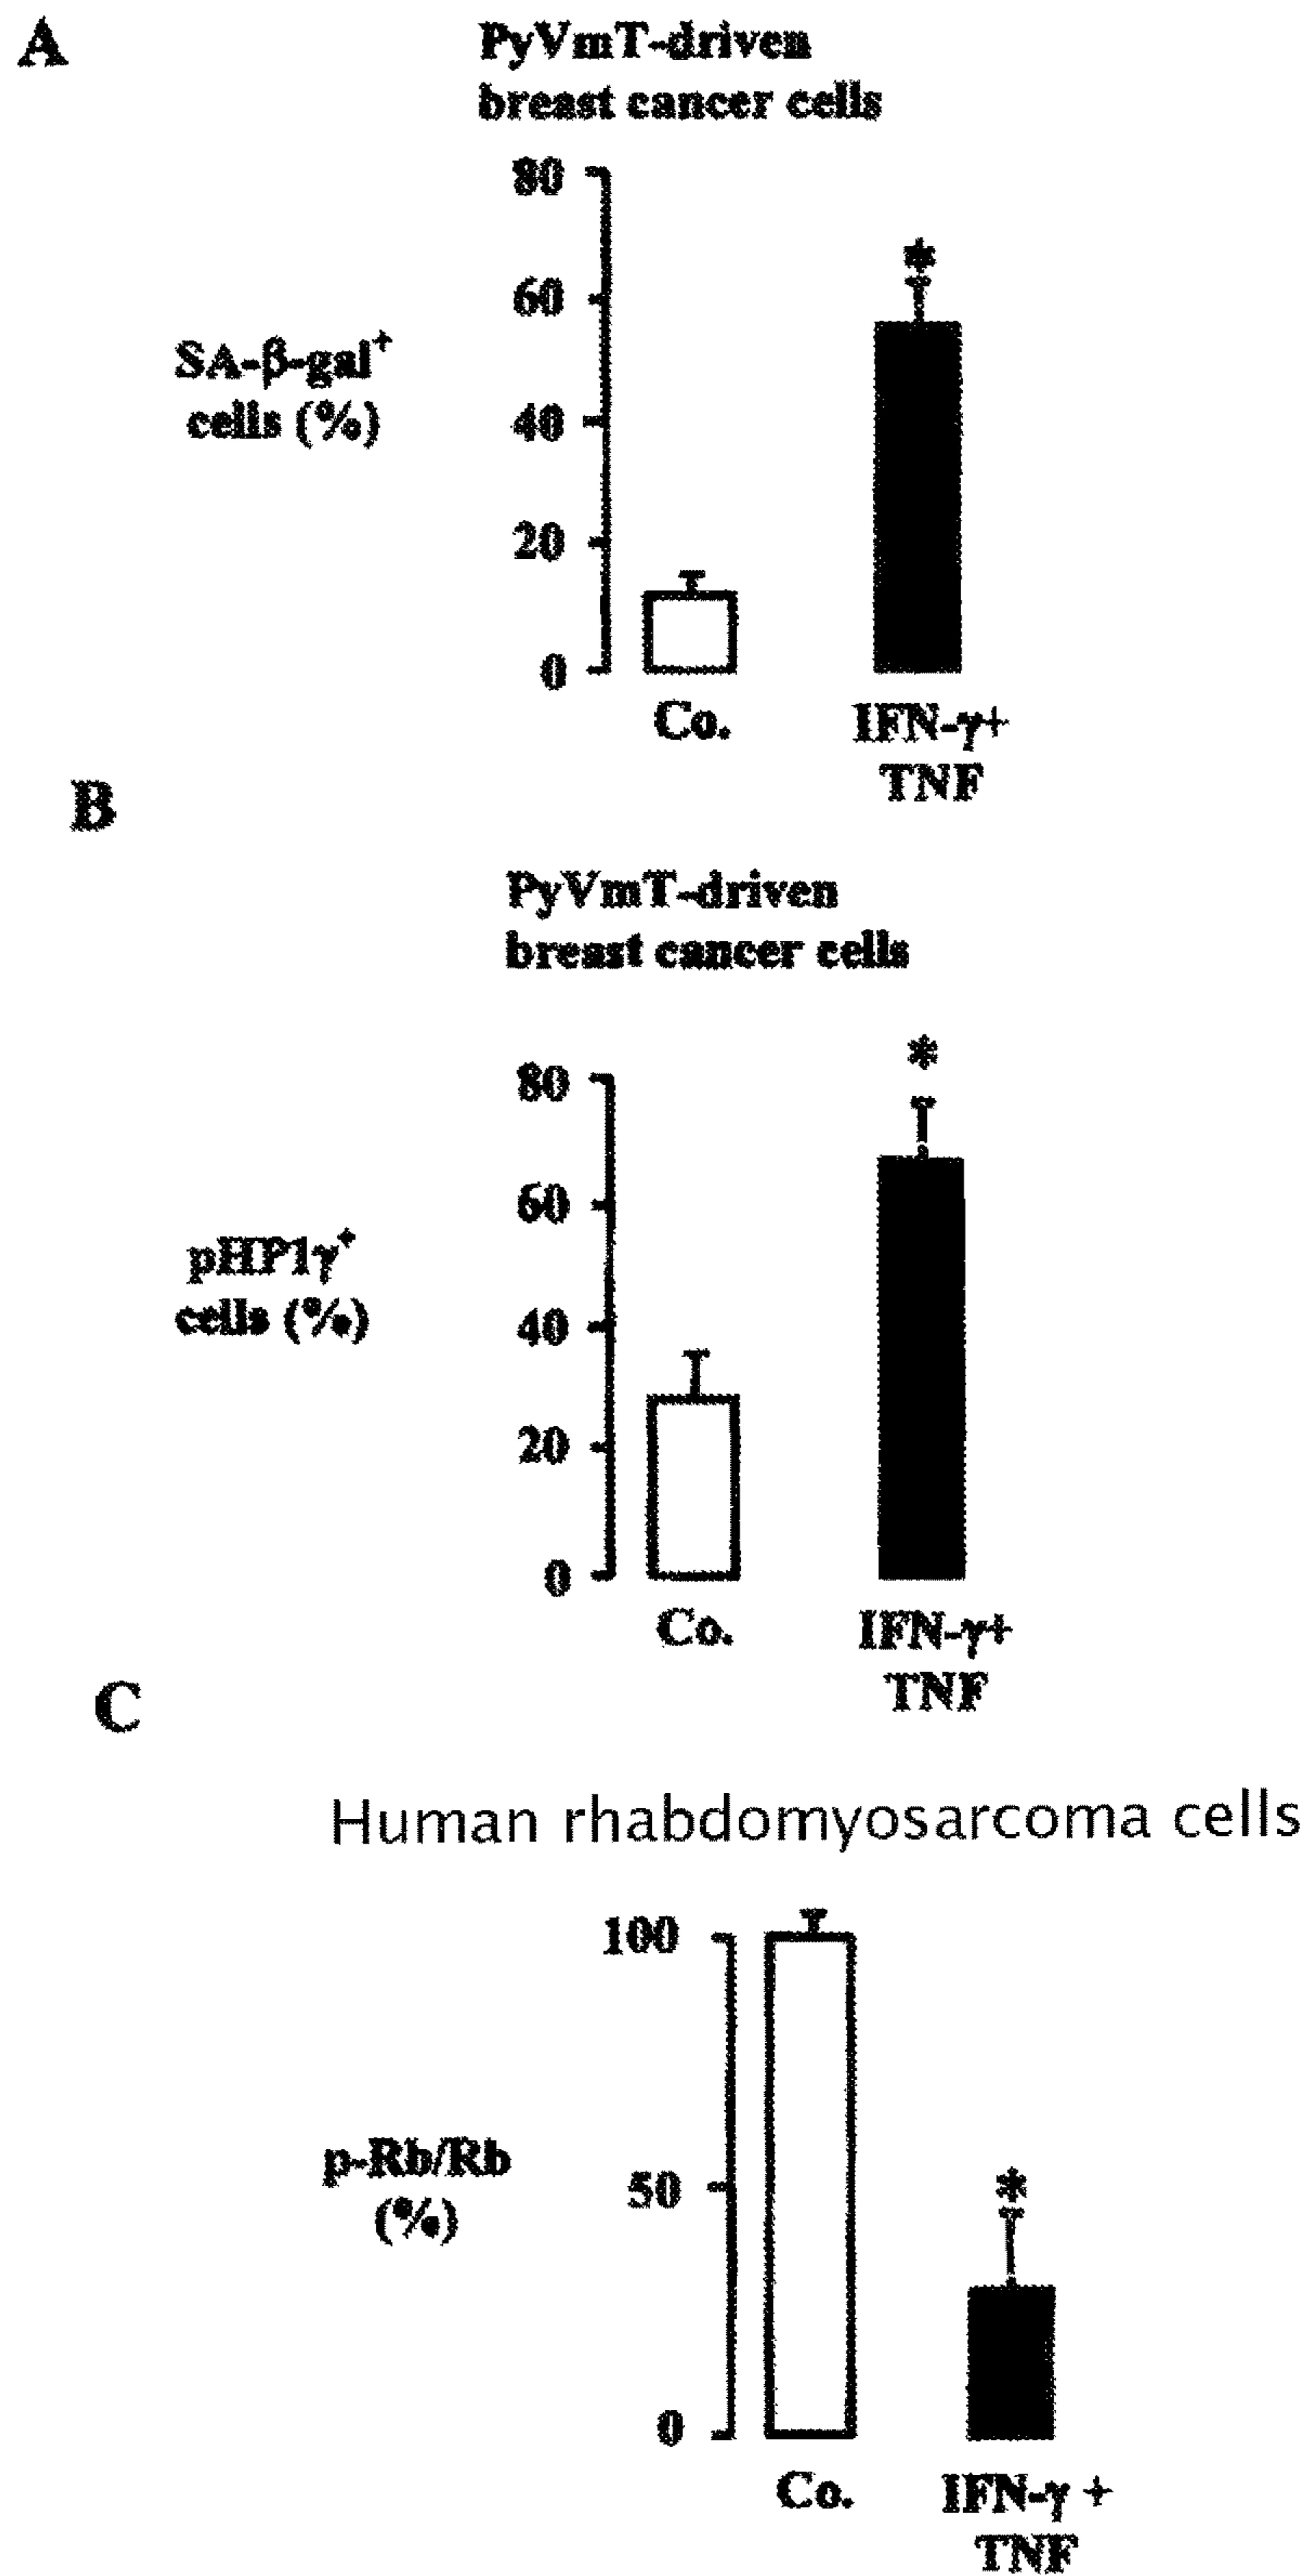 A
PyVmT-driven
breast cancer cells
80
60
40
20
0
SA-β-gal⁺
cells (%)
*
Co.
IFN-γ+
TNF
B
PyVmT-driven
breast cancer cells
80
60
40
20
0
pHP1γ⁺
cells (%)
*
Co.
IFN-γ+
TNF
C
Human rhabdomyosarcoma cells
100
50
0
p-Rb/Rb
(%)
*
Co.
IFN-γ +
TNF